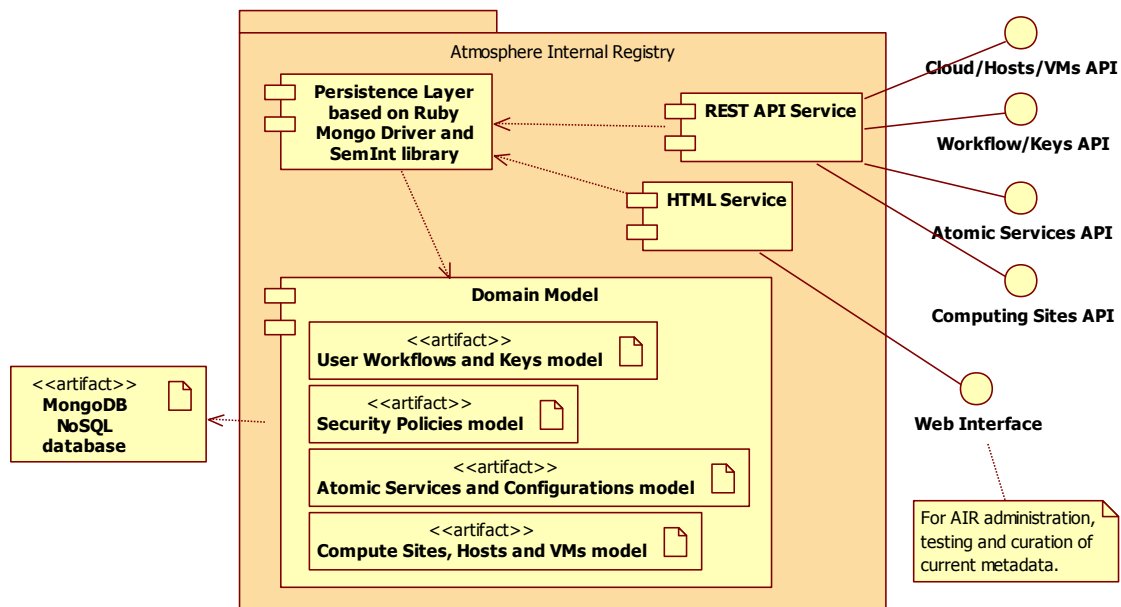 Atmosphere Internal Registry
Persistence Layer
based on Ruby
Mongo Driver and
SemInt library
REST API Service
HTML Service
Cloud/Hosts/VMs API
Workflow/Keys API
Atomic Services API
Computing Sites API
Domain Model
<<artifact>>
User Workflows and Keys model
<<artifact>>
Security Policies model
<<artifact>>
Atomic Services and Configurations model
<<artifact>>
Compute Sites, Hosts and VMs model
<<artifact>>
MongoDB
NoSQL
database
Web Interface
For AIR administration,
testing and curation of
current metadata.